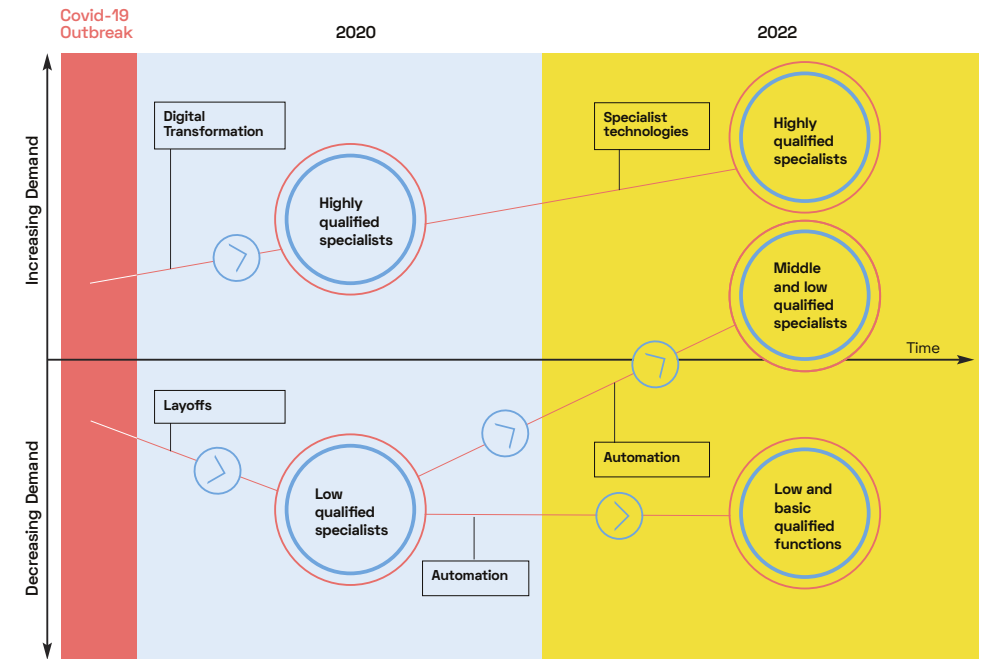 Covid-19
Outbreak
2020
2022
Increasing Demand
Decreasing Demand
Digital
Transformation
Highly
qualified
specialists
Specialist
technologies
Highly
qualified
specialists
Middle
and low
qualified
specialists
Time
Layoffs
Low
qualified
specialists
Automation
Automation
Low and
basic
qualified
functions